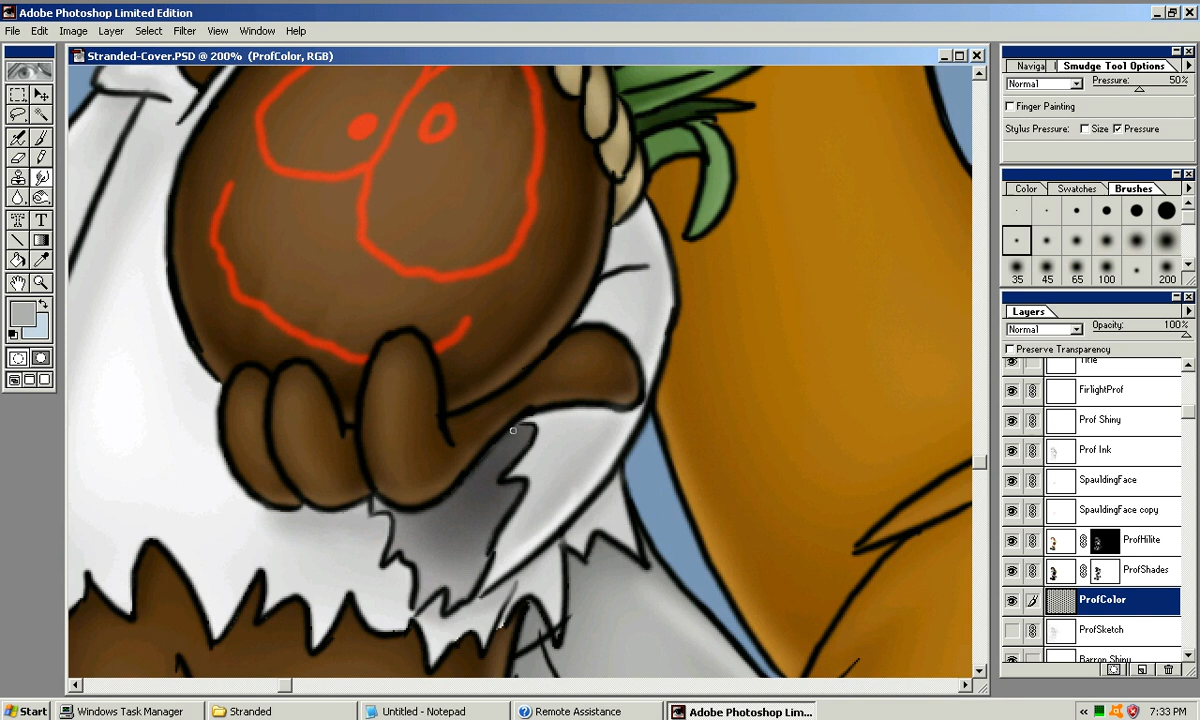 Adobe Photoshop Limited Edition
File Edit Image Layer Select Filter View Window Help
Stranded-Cover.PSD @ 200% (ProfColor, RGB)
Naviga Smudge Tool Options
Normal Pressure: 50%
Finger Painting
Stylus Pressure: Size Pressure
Color Swatches Brushes
35 45 65 100 200
Layers
Normal Opacity: 100%
Preserve Transparency
Title
FirlightProf
Prof Shiny
Prof Ink
SpauldingFace
SpauldingFace copy
ProfHilite
ProfShades
ProfColor
ProfSketch
Barron Shiny
Start Windows Task Manager Stranded Untitled - Notepad Remote Assistance Adobe Photoshop Lim... 7:33 PM